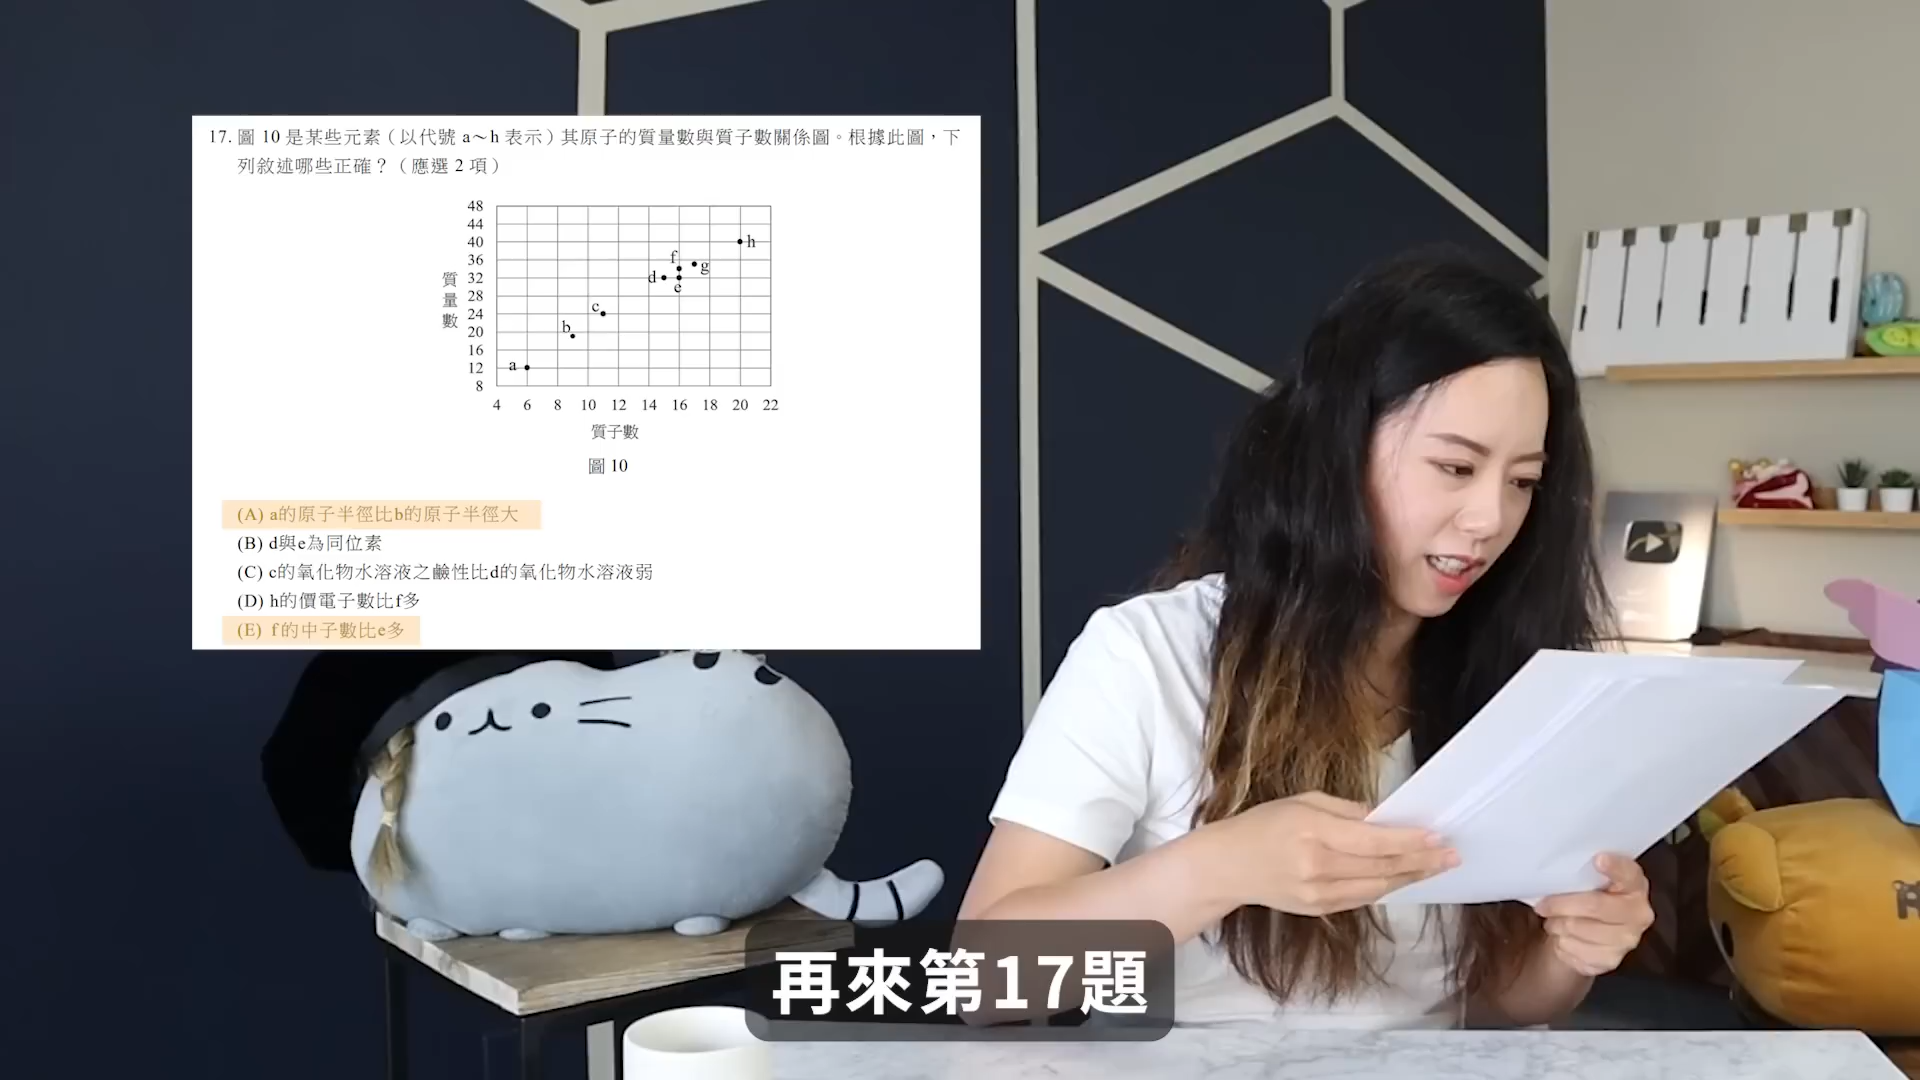 17. 圖 10 是某些元素（以代號 a～h 表示）其原子的質量數與質子數關係圖。根據此圖，下
列敘述哪些正確？（應選 2 項）
48
44
40
36
32
28
24
20
16
12
8
質量數
a
b
c
d
e
f
g
h
4 6 8 10 12 14 16 18 20 22
質子數
圖 10
(A) a的原子半徑比b的原子半徑大
(B) d與e為同位素
(C) c的氧化物水溶液之鹼性比d的氧化物水溶液弱
(D) h的價電子數比f多
(E) f的中子數比e多
再來第17題